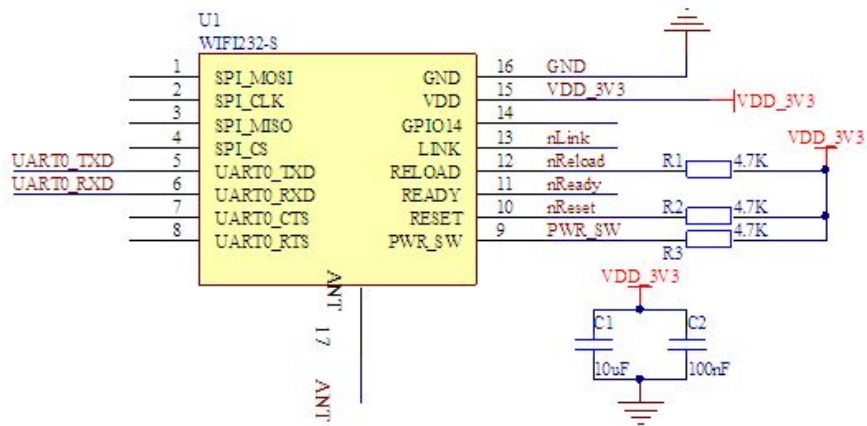 U1
WIFI232-S
1 SPI_MOSI GND 16 GND
2 SPI_CLK VDD 15 VDD_3V3 VDD_3V3
3 SPI_MISO GPIO14 14
4 SPI_CS LINK 13 nLink VDD_3V3
UART0_TXD 5 UART0_TXD RELOAD 12 nReload R1 4.7K
UART0_RXD 6 UART0_RXD READY 11 nReady
7 UART0_CTS RESET 10 nReset R2 4.7K
8 UART0_RTS PWR_SW 9 PWR_SW 4.7K
R3
ANT 17 ANT
VDD_3V3
C1 C2
10uF 100nF